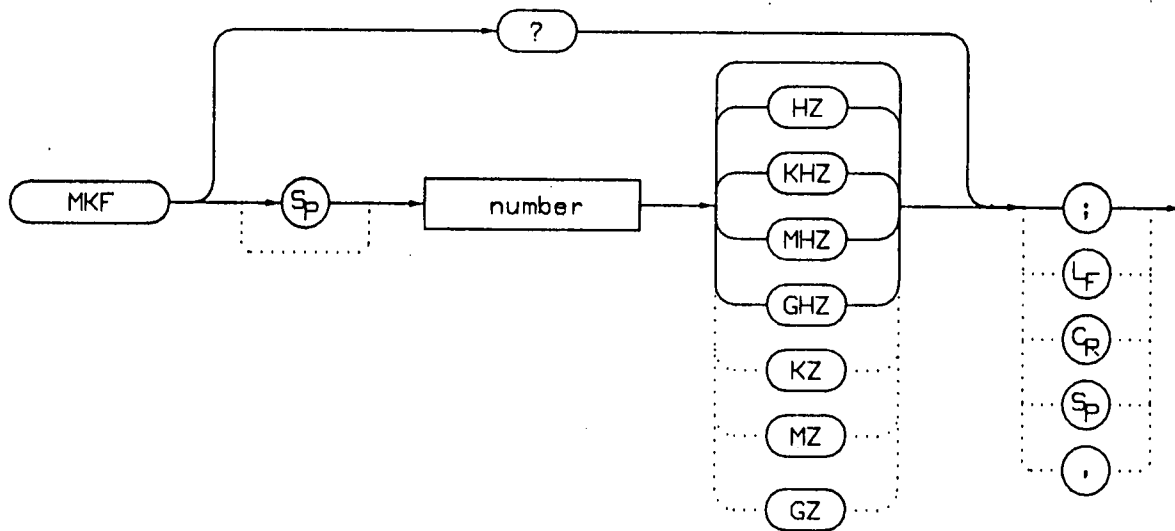 ?
HZ
KHZ
MKF SP number ;
MHZ
LF
GHZ
CR
KZ
SP
MZ
,
GZ